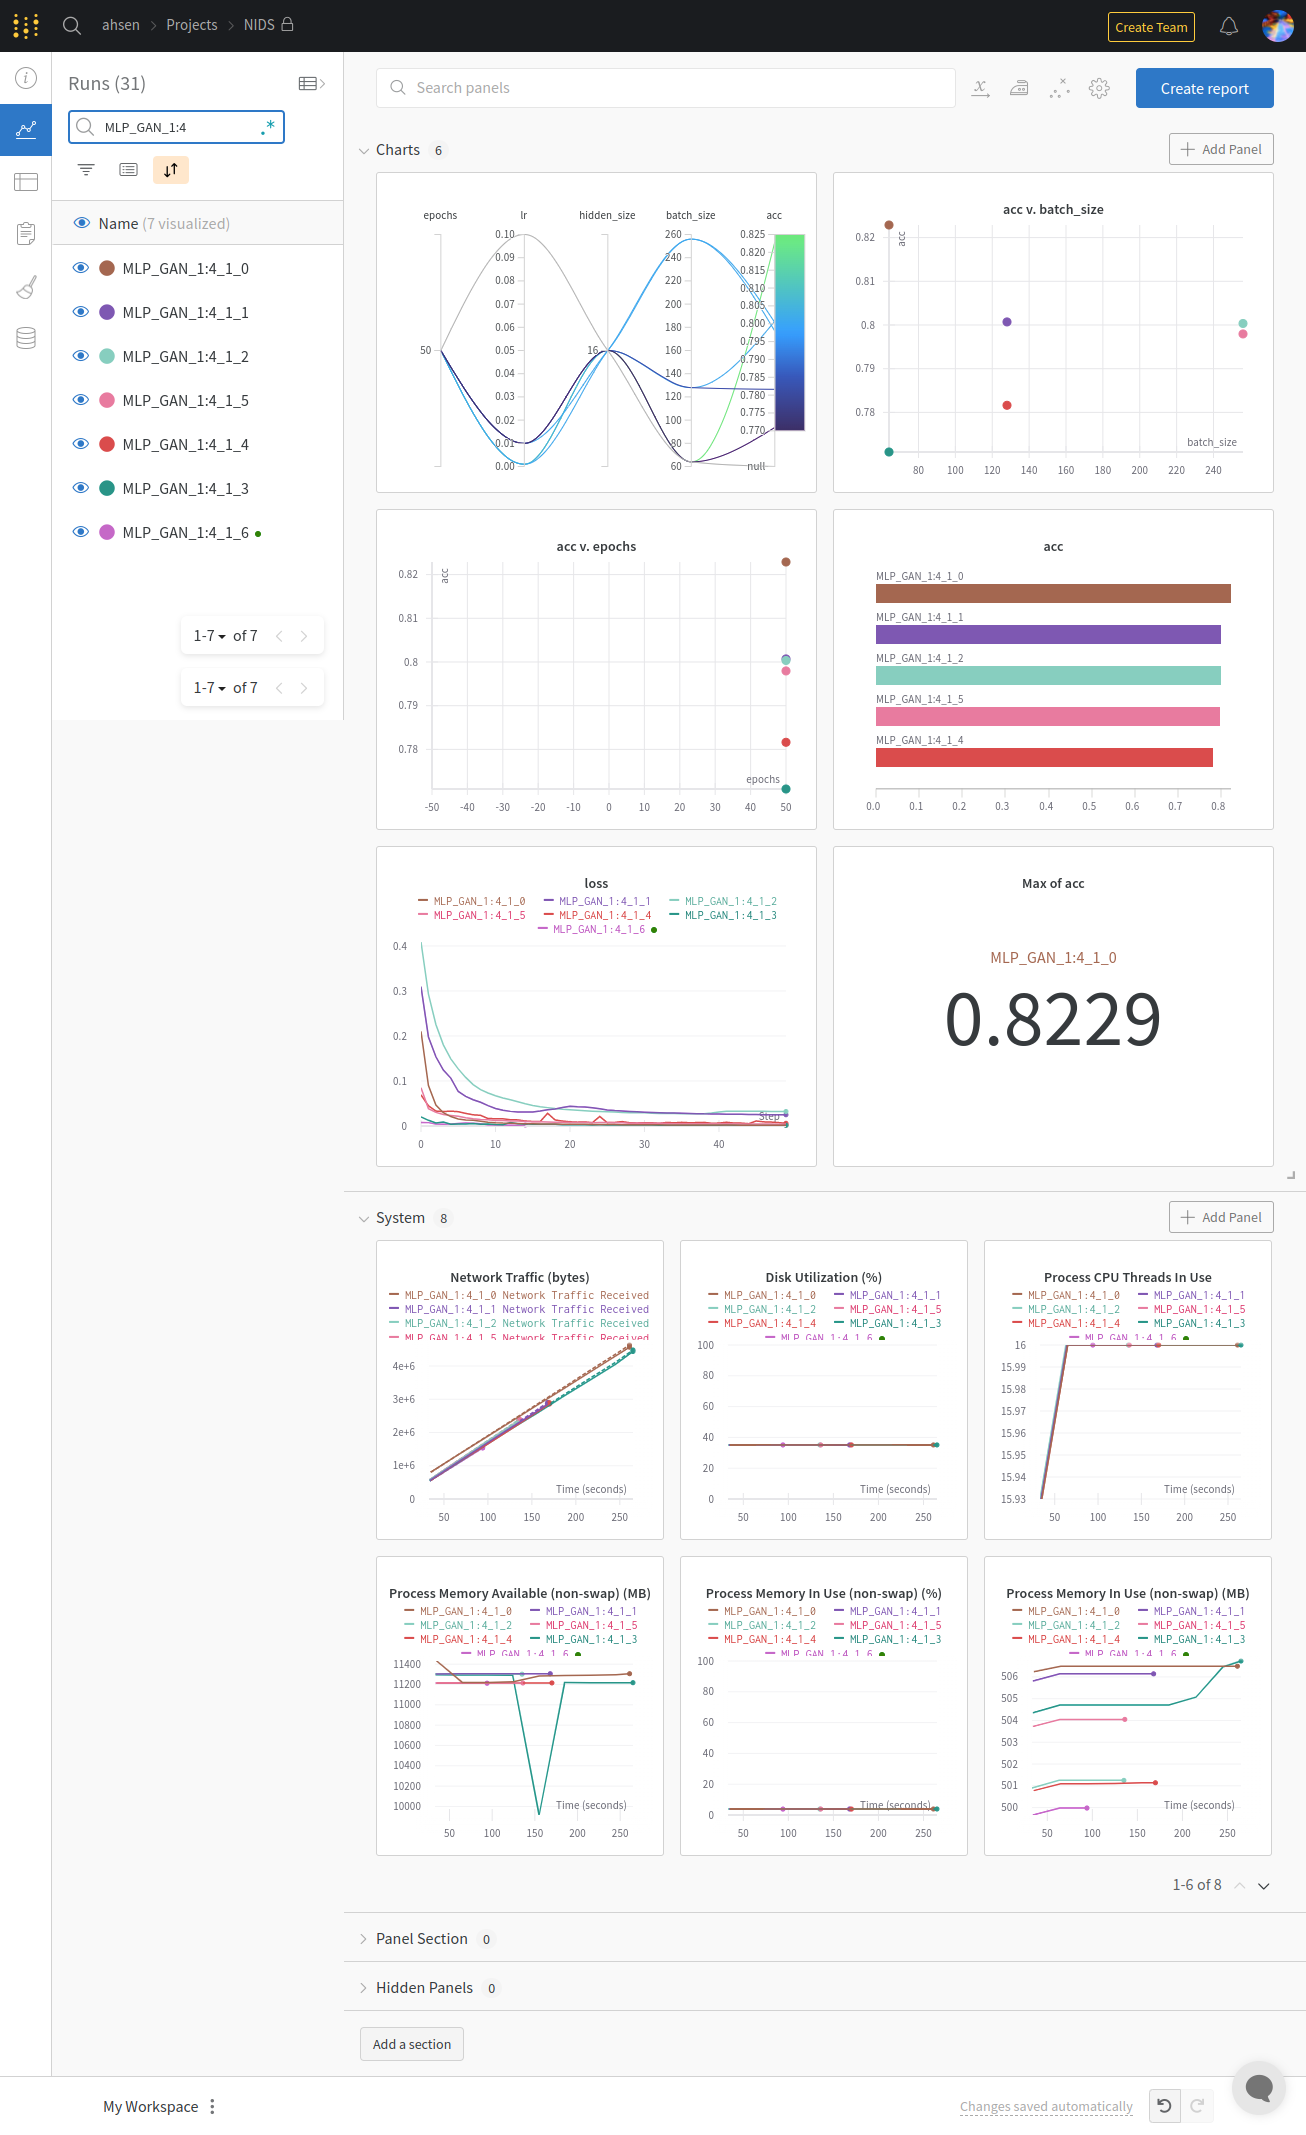 ahsen > Projects > NIDS
Create Team
Runs (31)
MLP_GAN_1:4
.*
Name (7 visualized)
MLP_GAN_1:4_1_0
MLP_GAN_1:4_1_1
MLP_GAN_1:4_1_2
MLP_GAN_1:4_1_5
MLP_GAN_1:4_1_4
MLP_GAN_1:4_1_3
MLP_GAN_1:4_1_6
1-7 of 7
1-7 of 7
Search panels
Create report
Charts 6
Add Panel
epochs lr hidden_size batch_size acc
50
0.10
0.09
0.08
0.07
0.06
0.05
0.04
0.03
0.02
0.01
0.00
16
260
240
220
200
180
160
140
120
100
80
60
0.825
0.820
0.815
0.810
0.805
0.800
0.795
0.790
0.785
0.780
0.775
0.770
null
acc v. batch_size
acc
0.82
0.81
0.8
0.79
0.78
batch_size
80 100 120 140 160 180 200 220 240
acc v. epochs
acc
0.82
0.81
0.8
0.79
0.78
epochs
-50 -40 -30 -20 -10 0 10 20 30 40 50
acc
MLP_GAN_1:4_1_0
MLP_GAN_1:4_1_1
MLP_GAN_1:4_1_2
MLP_GAN_1:4_1_5
MLP_GAN_1:4_1_4
0.0 0.1 0.2 0.3 0.4 0.5 0.6 0.7 0.8
loss
MLP_GAN_1:4_1_0 MLP_GAN_1:4_1_1 MLP_GAN_1:4_1_2
MLP_GAN_1:4_1_5 MLP_GAN_1:4_1_4 MLP_GAN_1:4_1_3
MLP_GAN_1:4_1_6
0.4
0.3
0.2
0.1
0
Step
0 10 20 30 40
Max of acc
MLP_GAN_1:4_1_0
0.8229
System 8
Add Panel
Network Traffic (bytes)
MLP_GAN_1:4_1_0 Network Traffic Received
MLP_GAN_1:4_1_1 Network Traffic Received
MLP_GAN_1:4_1_2 Network Traffic Received
MLP_GAN_1:4_1_5 Network Traffic Received
4e+6
3e+6
2e+6
1e+6
0
Time (seconds)
50 100 150 200 250
Disk Utilization (%)
MLP_GAN_1:4_1_0 MLP_GAN_1:4_1_1
MLP_GAN_1:4_1_2 MLP_GAN_1:4_1_5
MLP_GAN_1:4_1_4 MLP_GAN_1:4_1_3
MLP_GAN_1:4_1_6
100
80
60
40
20
0
Time (seconds)
50 100 150 200 250
Process CPU Threads In Use
MLP_GAN_1:4_1_0 MLP_GAN_1:4_1_1
MLP_GAN_1:4_1_2 MLP_GAN_1:4_1_5
MLP_GAN_1:4_1_4 MLP_GAN_1:4_1_3
MLP_GAN_1:4_1_6
16
15.99
15.98
15.97
15.96
15.95
15.94
15.93
Time (seconds)
50 100 150 200 250
Process Memory Available (non-swap) (MB)
MLP_GAN_1:4_1_0 MLP_GAN_1:4_1_1
MLP_GAN_1:4_1_2 MLP_GAN_1:4_1_5
MLP_GAN_1:4_1_4 MLP_GAN_1:4_1_3
MLP_GAN_1:4_1_6
11400
11200
11000
10800
10600
10400
10200
10000
Time (seconds)
50 100 150 200 250
Process Memory In Use (non-swap) (%)
MLP_GAN_1:4_1_0 MLP_GAN_1:4_1_1
MLP_GAN_1:4_1_2 MLP_GAN_1:4_1_5
MLP_GAN_1:4_1_4 MLP_GAN_1:4_1_3
MLP_GAN_1:4_1_6
100
80
60
40
20
0
Time (seconds)
50 100 150 200 250
Process Memory In Use (non-swap) (MB)
MLP_GAN_1:4_1_0 MLP_GAN_1:4_1_1
MLP_GAN_1:4_1_2 MLP_GAN_1:4_1_5
MLP_GAN_1:4_1_4 MLP_GAN_1:4_1_3
MLP_GAN_1:4_1_6
506
505
504
503
502
501
500
Time (seconds)
50 100 150 200 250
1-6 of 8
Panel Section 0
Hidden Panels 0
Add a section
My Workspace
Changes saved automatically